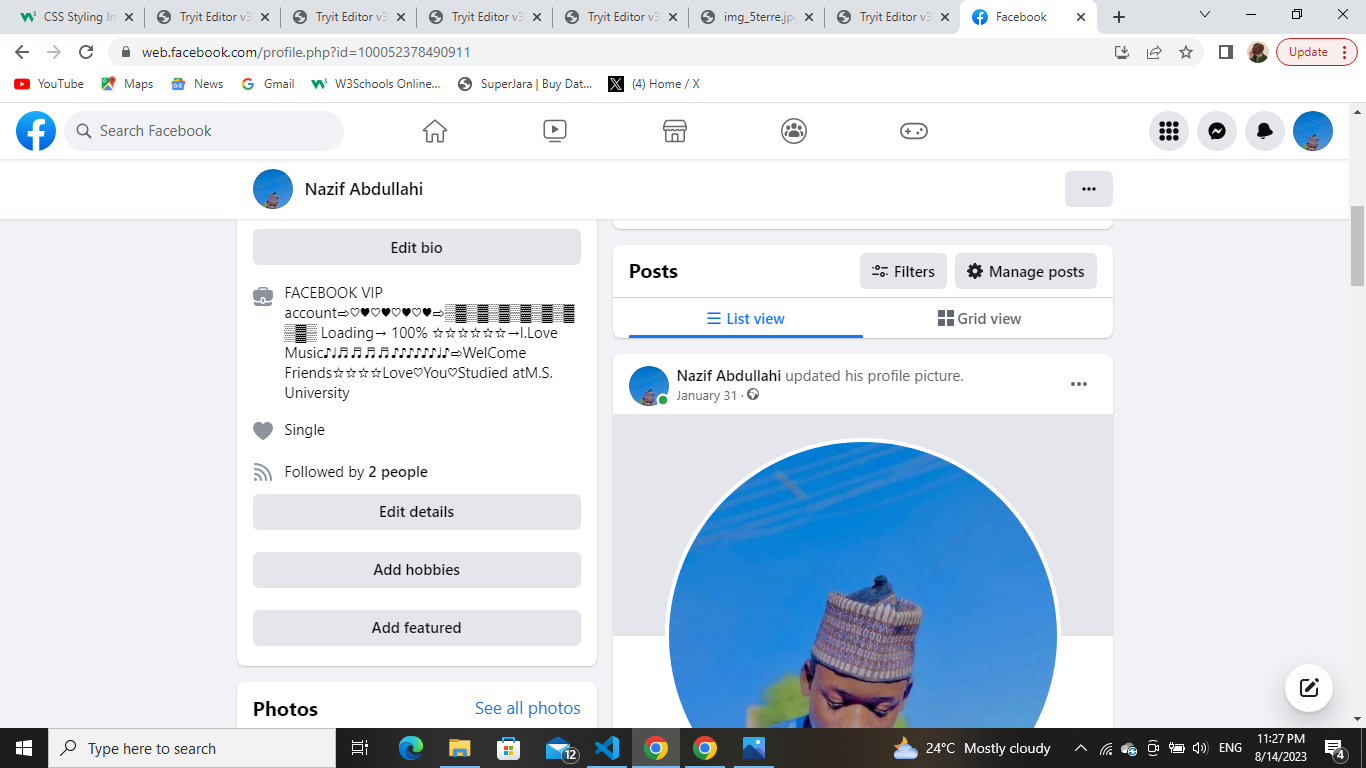 CSS Styling Im
Tryit Editor v3
Tryit Editor v3
Tryit Editor v3
Tryit Editor v3
img_5terre.jp
Tryit Editor v3
Facebook
web.facebook.com/profile.php?id=100052378490911
Update
YouTube
Maps
News
Gmail
W3Schools Online...
SuperJara | Buy Dat...
(4) Home / X
Search Facebook
Nazif Abdullahi
Edit bio
FACEBOOK VIP
account⇨♡♥♡♥♡♥♡♥⇨▒▓▒▓▒▓▒▓▒▓▒▓
▒▓▒ Loading→ 100% ☆☆☆☆☆☆→I.Love
Music♪♩♬♬♬♬♪♪♪♪♪♪♩♪⇨WelCome
Friends☆☆☆☆Love♡You♡Studied atM.S.
University
Single
Followed by 2 people
Edit details
Add hobbies
Add featured
Photos
See all photos
Posts
Filters
Manage posts
List view
Grid view
Nazif Abdullahi updated his profile picture.
January 31 ·
Type here to search
12
24°C Mostly cloudy
ENG
11:27 PM
8/14/2023
4